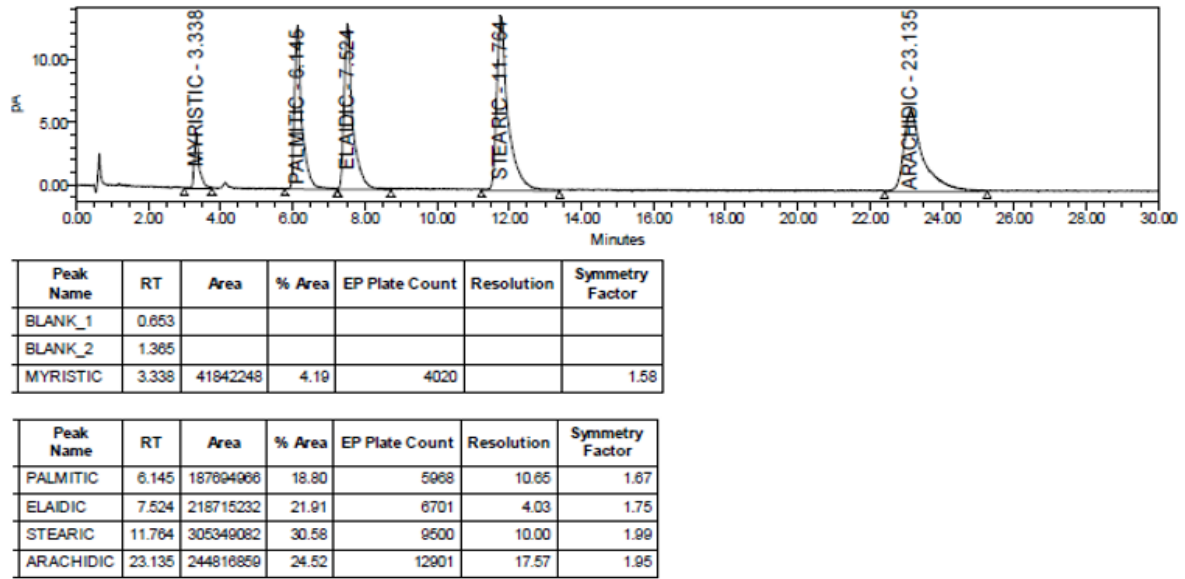 pA
10.00
5.00
0.00
MYRISTIC - 3.338
PALMITIC - 6.145
ELAIDIC - 7.524
STEARIC - 11.764
ARACHIDIC - 23.135
0.00 2.00 4.00 6.00 8.00 10.00 12.00 14.00 16.00 18.00 20.00 22.00 24.00 26.00 28.00 30.00
Minutes
Peak Name RT Area % Area EP Plate Count Resolution Symmetry Factor
BLANK_1 0.653
BLANK_2 1.365
MYRISTIC 3.338 41842248 4.19 4020 1.58
Peak Name RT Area % Area EP Plate Count Resolution Symmetry Factor
PALMITIC 6.145 187694966 18.80 5968 10.65 1.67
ELAIDIC 7.524 218715232 21.91 6701 4.03 1.75
STEARIC 11.764 305349082 30.58 9500 10.00 1.99
ARACHIDIC 23.135 244816859 24.52 12901 17.57 1.95